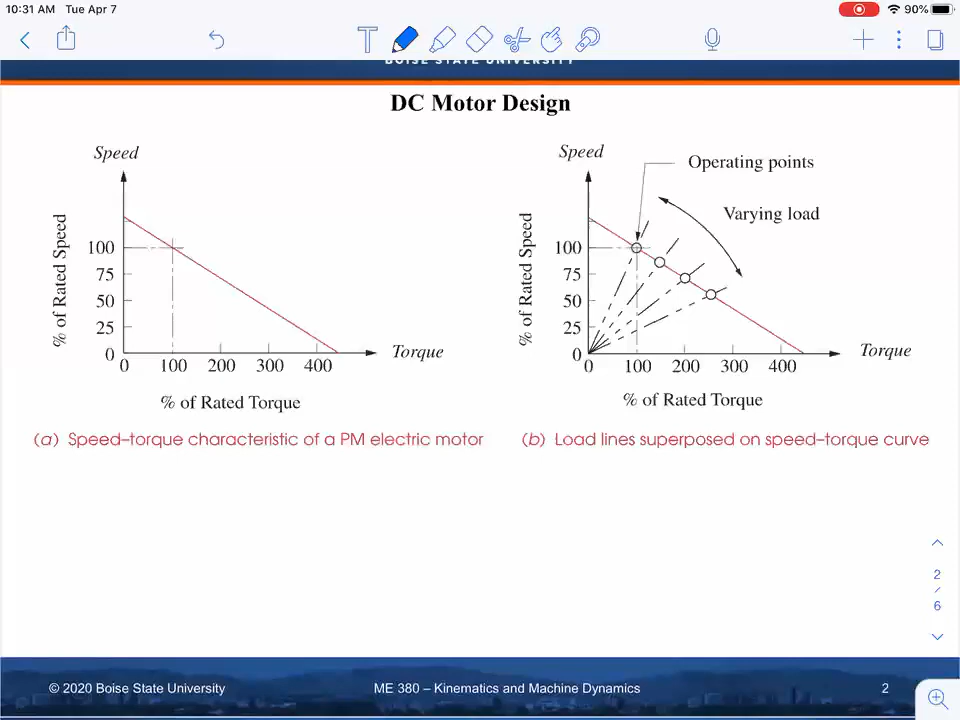 10:31 AM Tue Apr 7
90%
BOISE STATE UNIVERSITY
DC Motor Design
Speed
% of Rated Speed
100
75
50
25
0
0 100 200 300 400
Torque
% of Rated Torque
(a) Speed–torque characteristic of a PM electric motor
Speed
Operating points
Varying load
% of Rated Speed
100
75
50
25
0
0 100 200 300 400
Torque
% of Rated Torque
(b) Load lines superposed on speed–torque curve
2
/
6
© 2020 Boise State University
ME 380 – Kinematics and Machine Dynamics
2